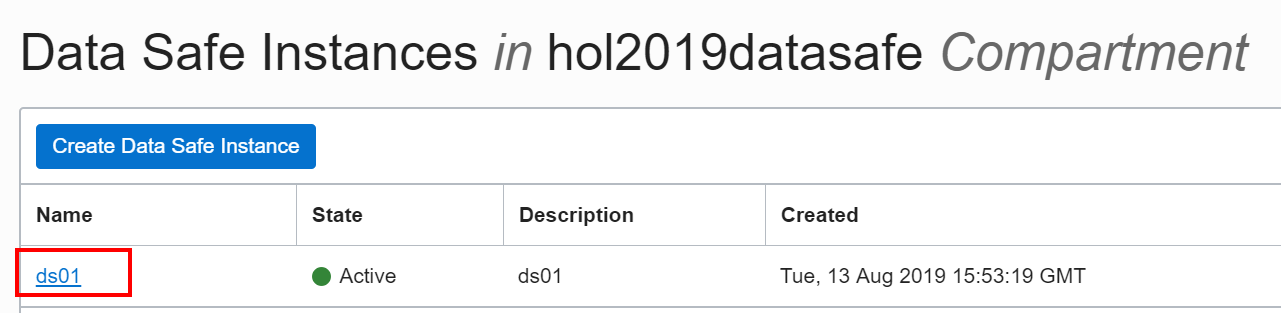 Data Safe Instances in hol2019datasafe Compartment
Create Data Safe Instance
Name State Description Created
ds01 Active ds01 Tue, 13 Aug 2019 15:53:19 GMT